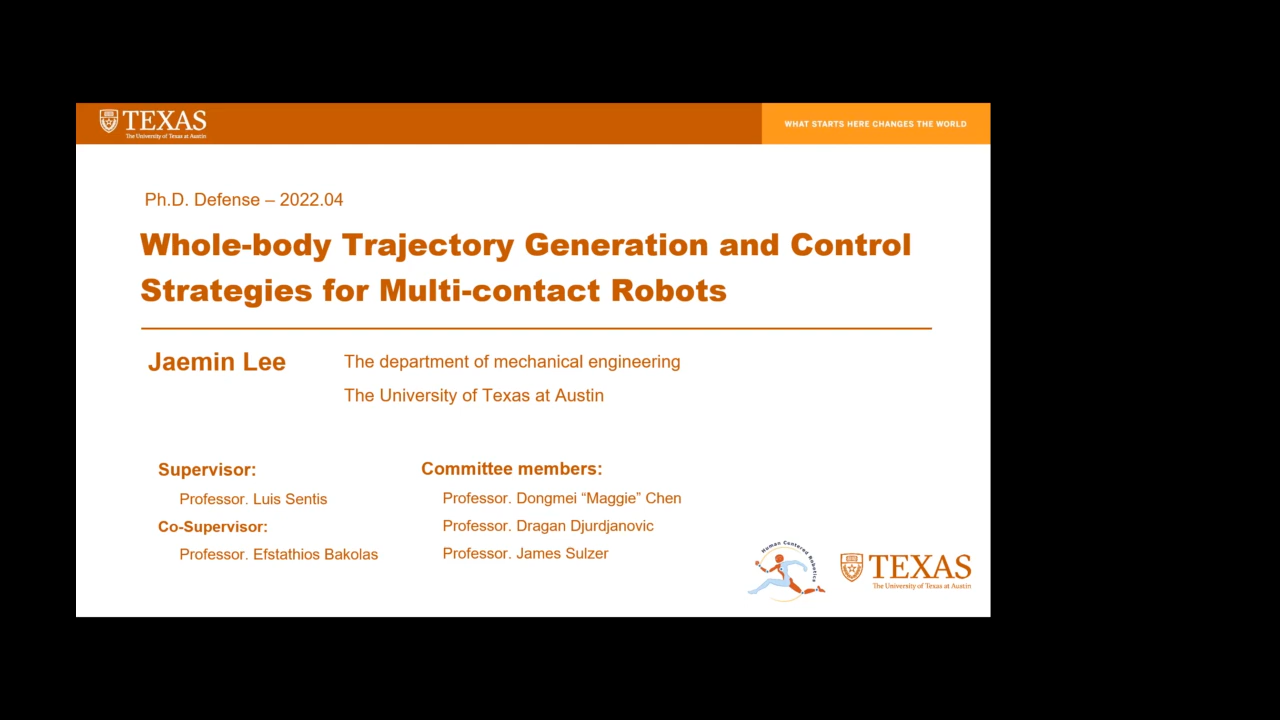 TEXAS
The University of Texas at Austin
WHAT STARTS HERE CHANGES THE WORLD
Ph.D. Defense – 2022.04
Whole-body Trajectory Generation and Control
Strategies for Multi-contact Robots
Jaemin Lee
The department of mechanical engineering
The University of Texas at Austin
Supervisor:
Professor. Luis Sentis
Co-Supervisor:
Professor. Efstathios Bakolas
Committee members:
Professor. Dongmei “Maggie” Chen
Professor. Dragan Djurdjanovic
Professor. James Sulzer
Human Centered Robotics
TEXAS
The University of Texas at Austin